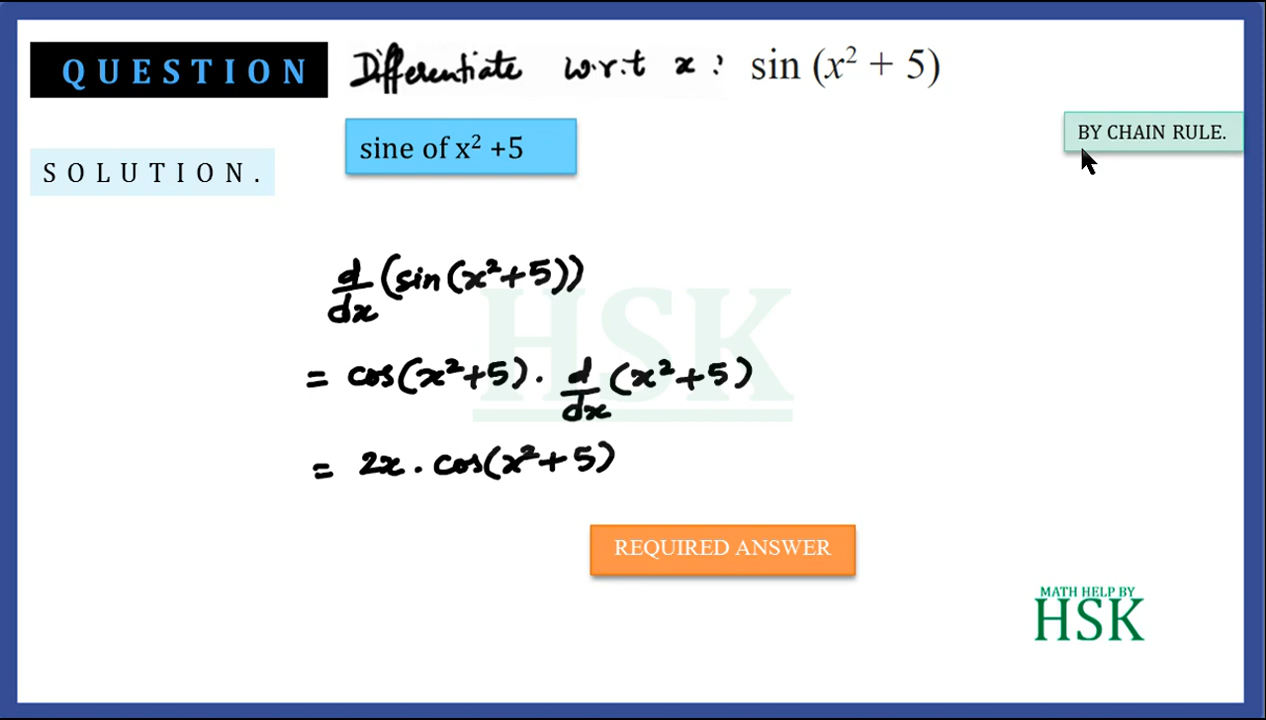 QUESTION Differentiate w.r.t x : sin (x² + 5)
BY CHAIN RULE.
sine of x² +5
SOLUTION.
d/dx (sin(x²+5))
= cos(x²+5) · d/dx (x²+5)
= 2x · cos(x²+5)
HSK
REQUIRED ANSWER
MATH HELP BY
HSK